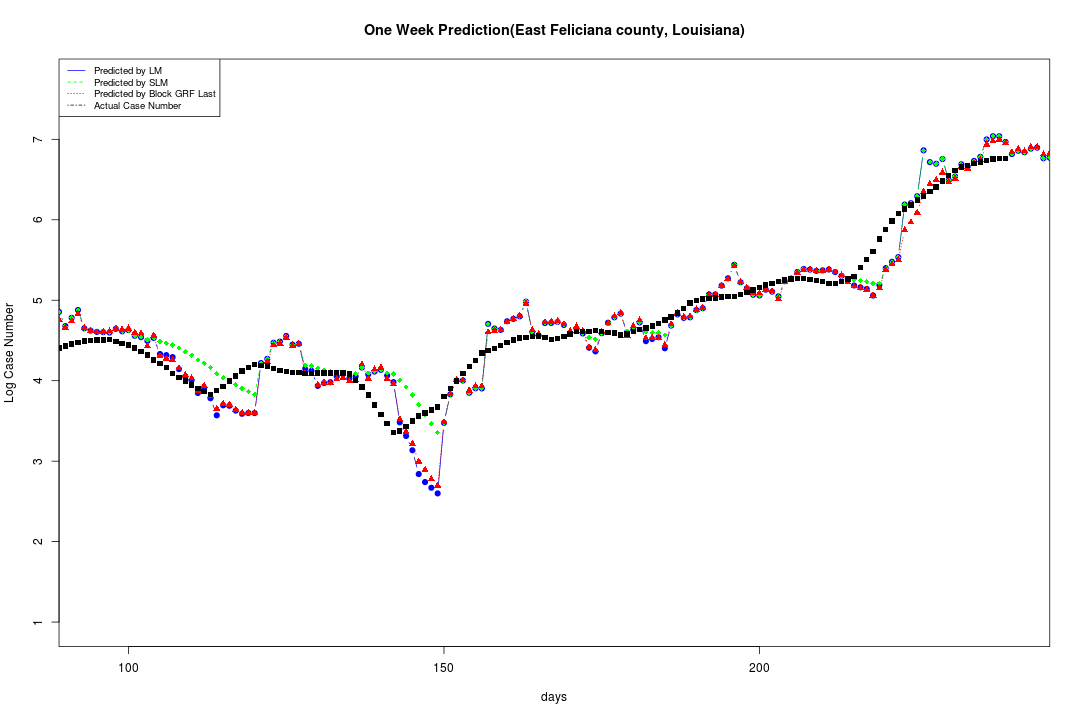 One Week Prediction(East Feliciana county, Louisiana)
Predicted by LM
Predicted by SLM
Predicted by Block GRF Last
Actual Case Number
Log Case Number
7
6
5
4
3
2
1
100 150 200
days